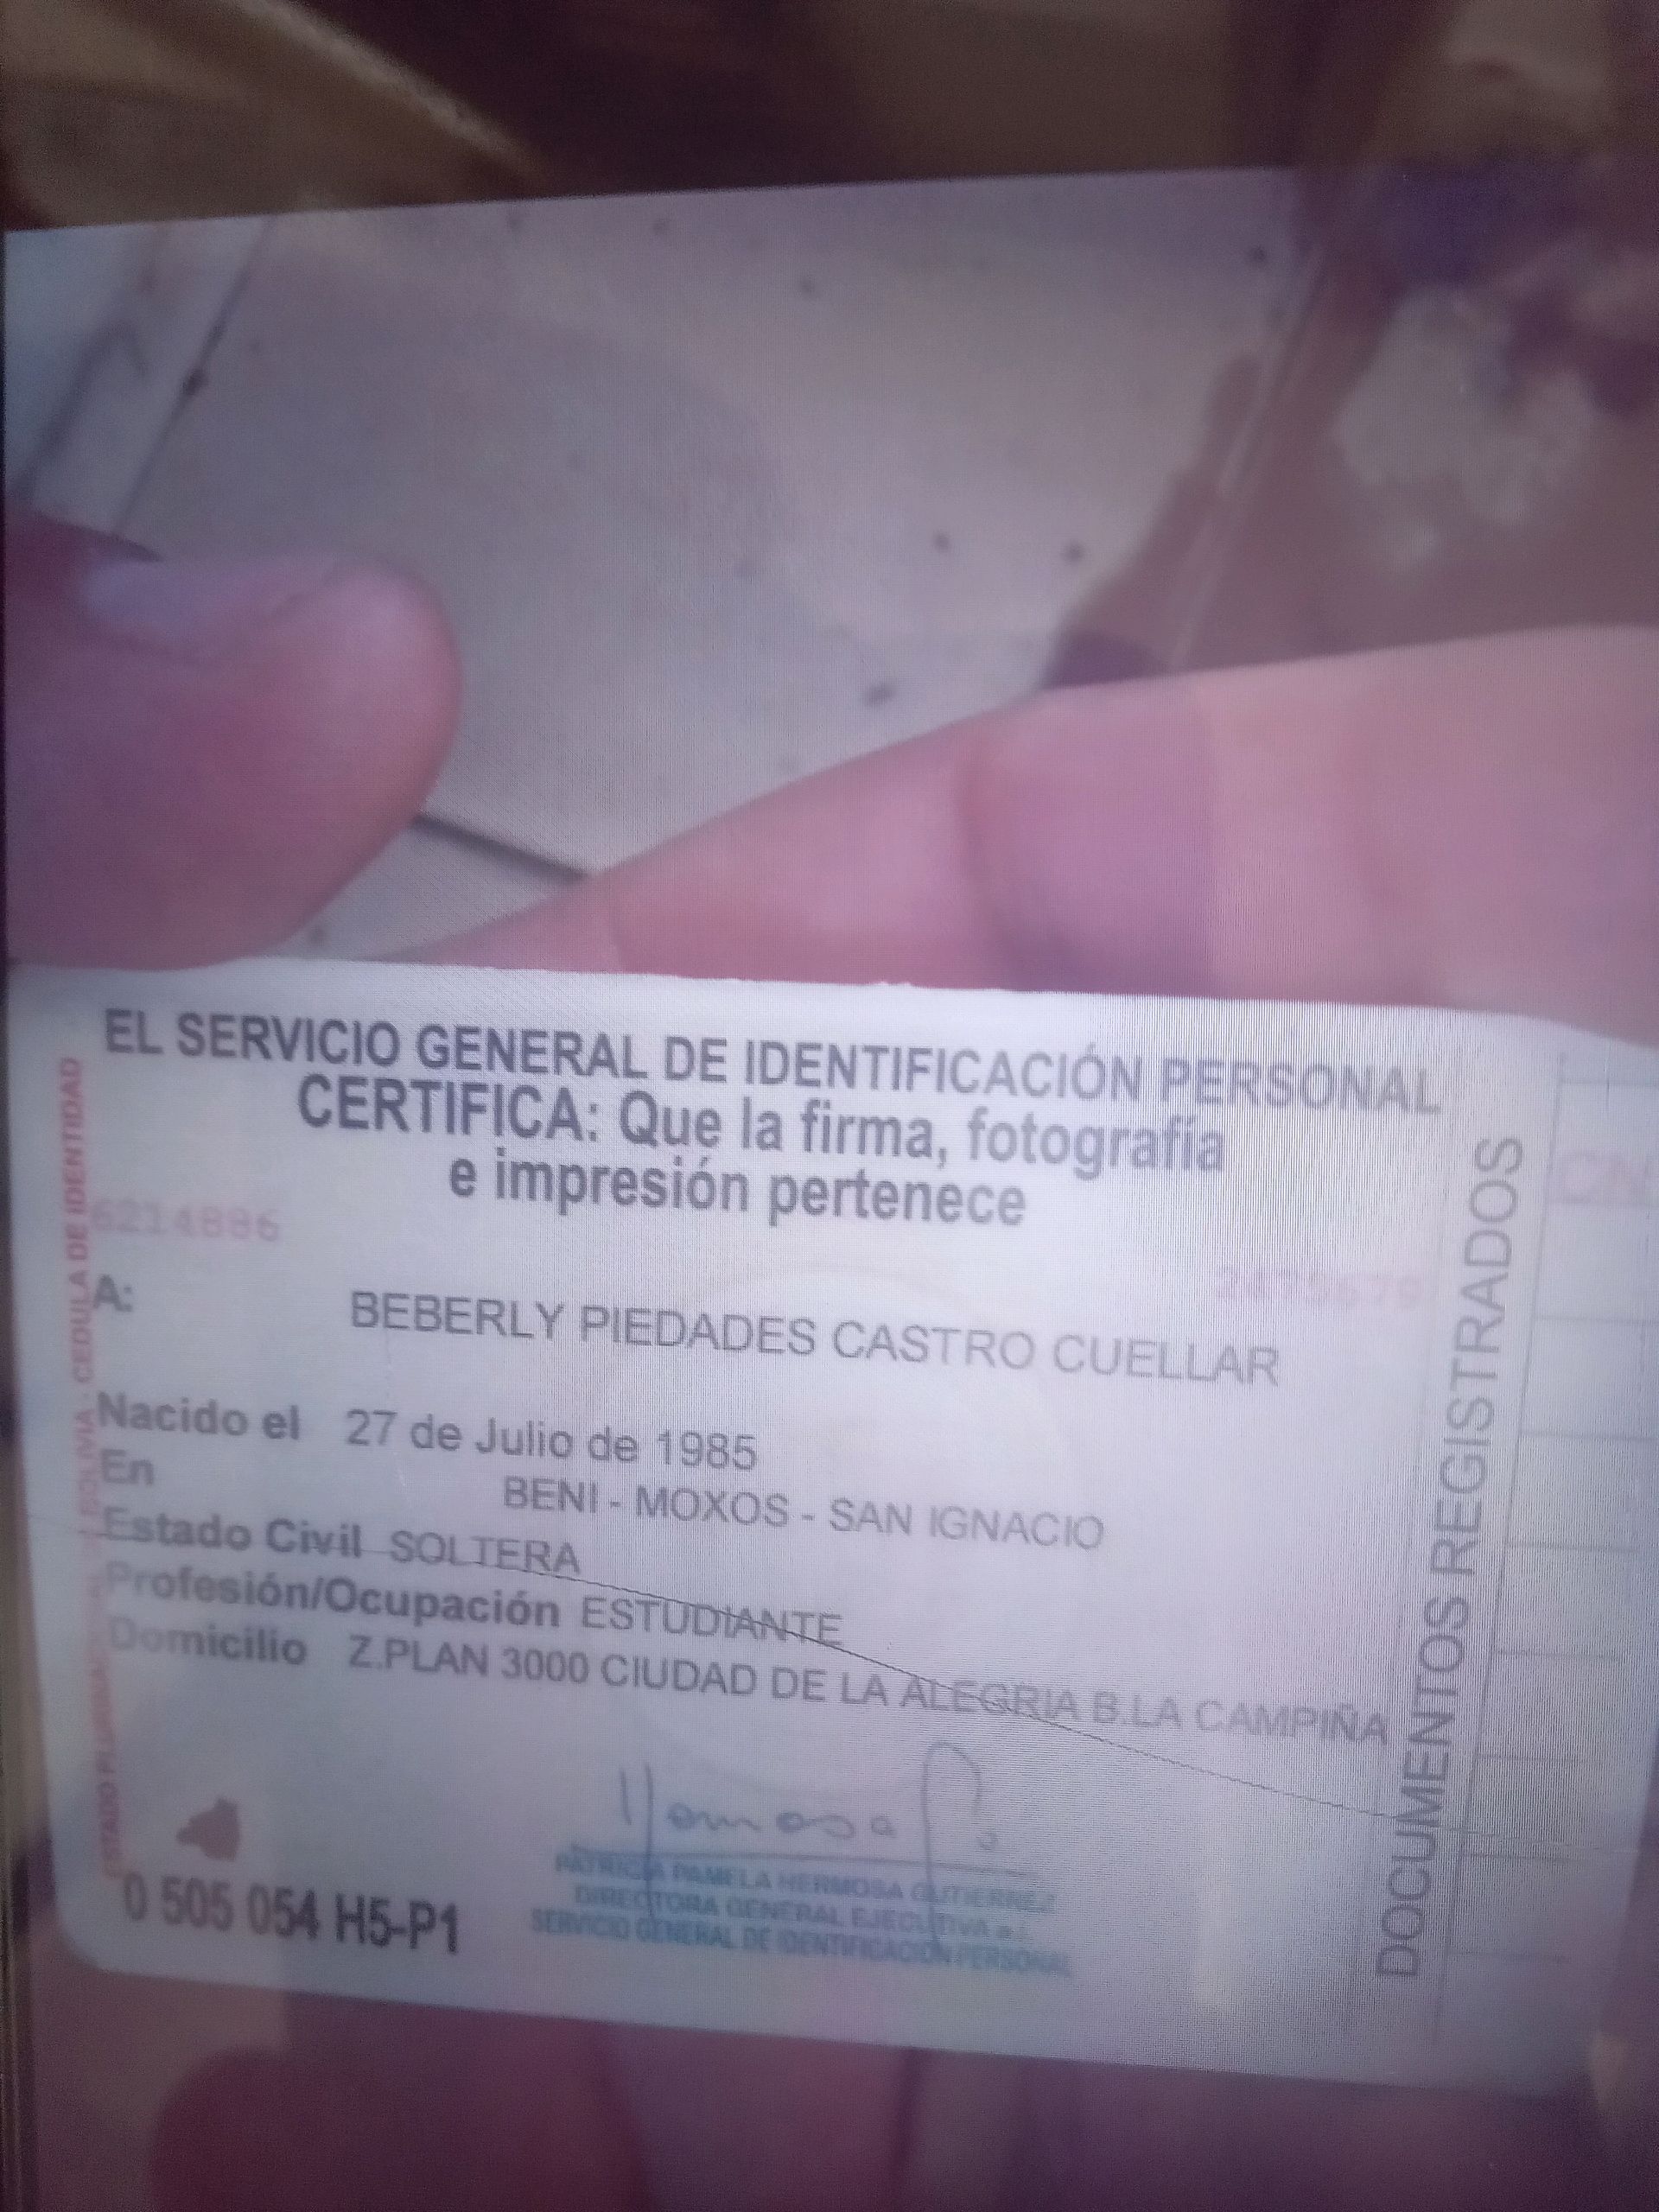 EL SERVICIO GENERAL DE IDENTIFICACIÓN PERSONAL
CERTIFICA: Que la firma, fotografía
e impresión pertenece
6214886
A: BEBERLY PIEDADES CASTRO CUELLAR
Nacido el 27 de Julio de 1985
En BENI - MOXOS - SAN IGNACIO
Estado Civil SOLTERA
Profesión/Ocupación ESTUDIANTE
Domicilio Z.PLAN 3000 CIUDAD DE LA ALEGRIA B.LA CAMPIÑA
Hermosa
PATRICIA PAMELA HERMOSA GUTIERREZ
DIRECTORA GENERAL EJECUTIVA a.i.
SERVICIO GENERAL DE IDENTIFICACIÓN PERSONAL
0 505 054 H5-P1
BOLIVIA - CEDULA DE IDENTIDAD
DOCUMENTOS REGISTRADOS